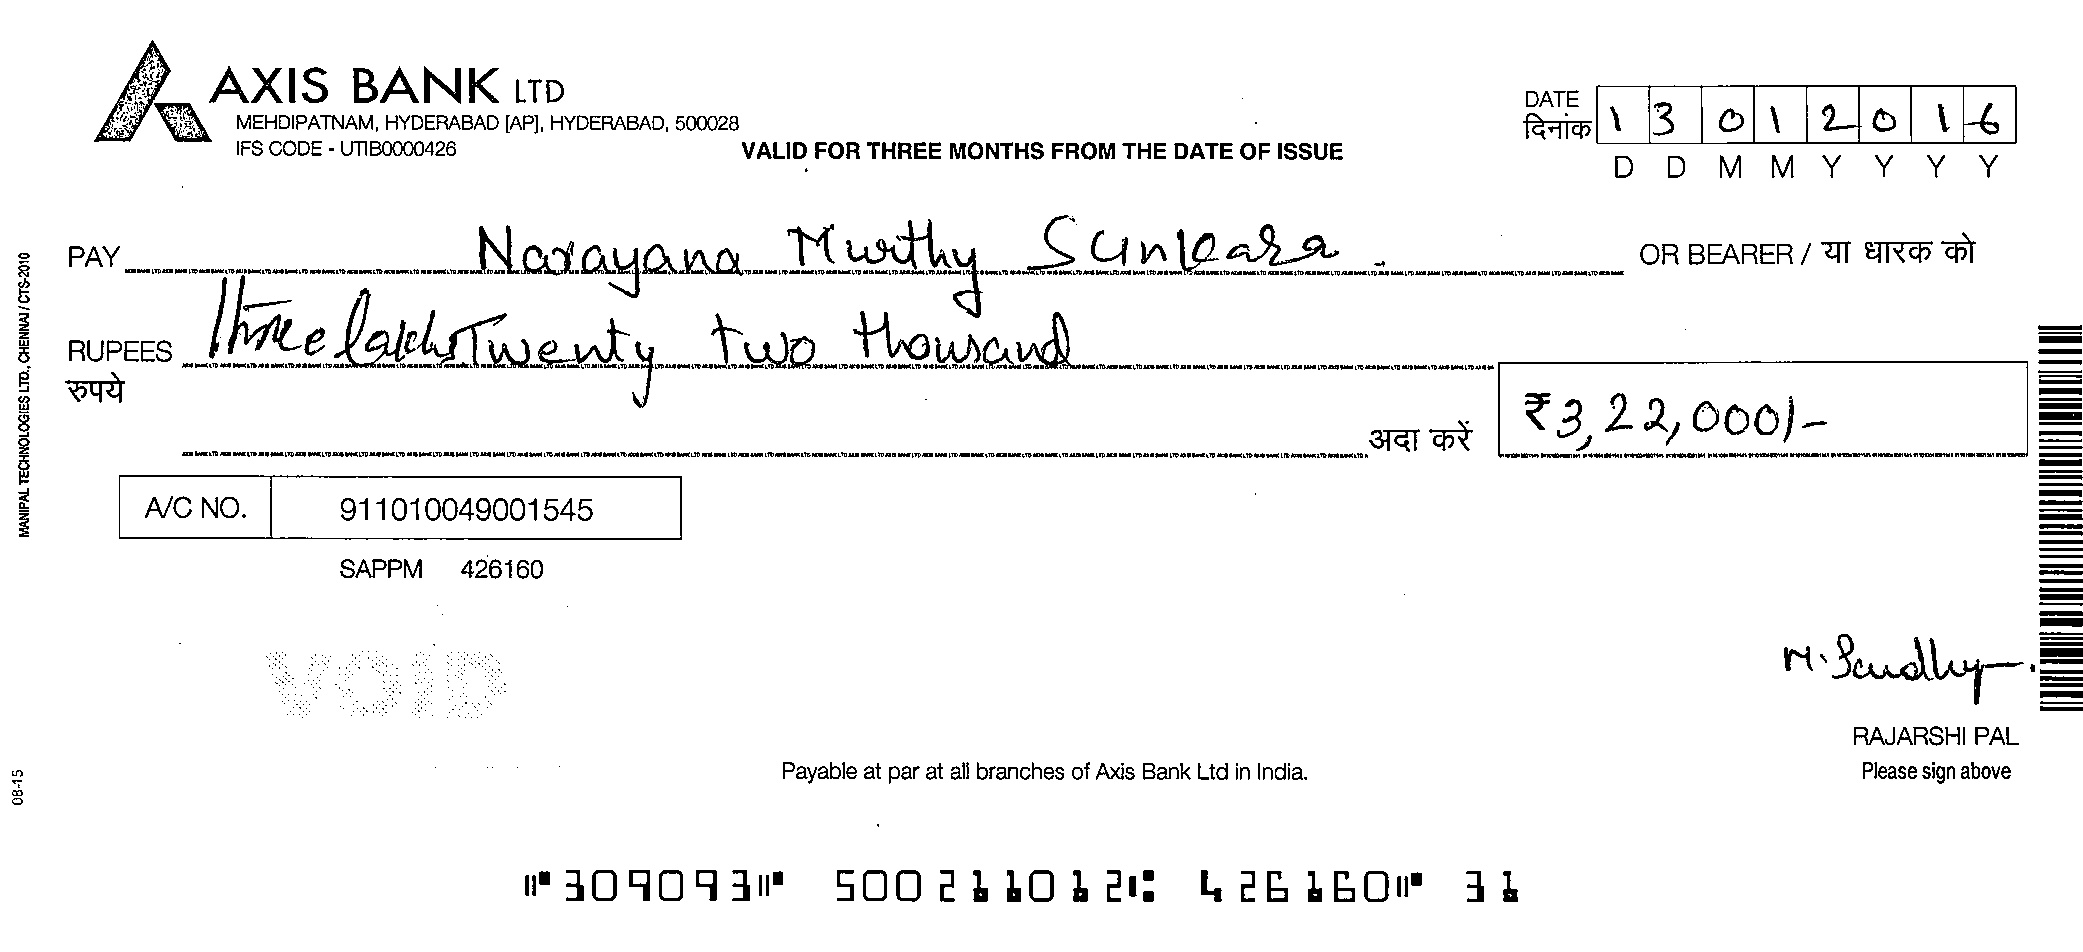 AXIS BANK LTD
MEHDIPATNAM, HYDERABAD [AP], HYDERABAD, 500028
IFS CODE - UTIB0000426
VALID FOR THREE MONTHS FROM THE DATE OF ISSUE
DATE
दिनांक
1 3 0 1 2 0 1 6
D D M M Y Y Y Y
PAY Narayana Murthy Sunkara. OR BEARER / या धारक को
RUPEES Three lakhs Twenty two thousand
रुपये
अदा करें ₹3,22,000/-
A/C NO. 911010049001545
SAPPM 426160
VOID
M. Sandhy
RAJARSHI PAL
Please sign above
Payable at par at all branches of Axis Bank Ltd in India.
⑈309093⑈ 500211012⑆ 426160⑈ 31
MANIPAL TECHNOLOGIES LTD., CHENNAI / CTS-2010
08-15